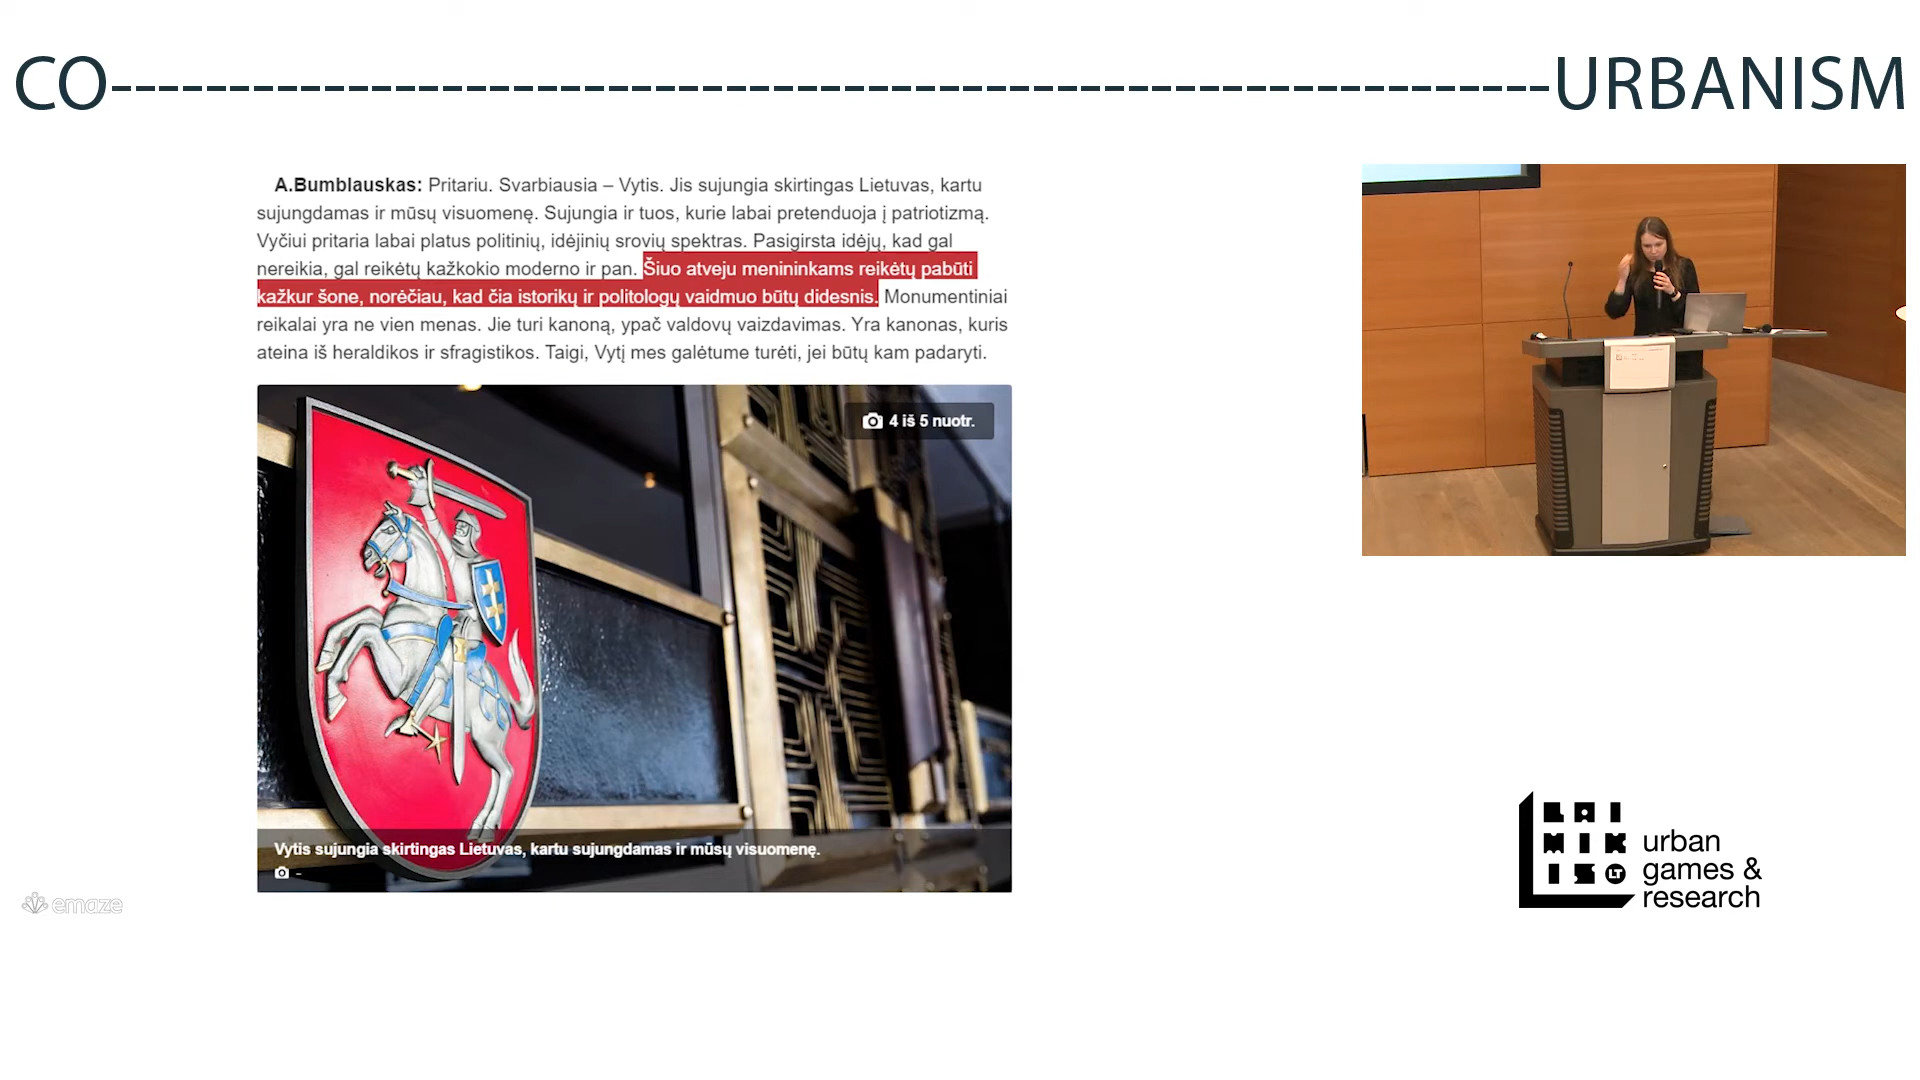 CO
URBANISM
A.Bumblauskas: Pritariu. Svarbiausia – Vytis. Jis sujungia skirtingas Lietuvas, kartu
sujungdamas ir mūsų visuomenę. Sujungia ir tuos, kurie labai pretenduoja į patriotizmą.
Vyčiui pritaria labai platus politinių, idėjinių srovių spektras. Pasigirsta idėjų, kad gal
nereikia, gal reikėtų kažkokio moderno ir pan. Šiuo atveju menininkams reikėtų pabūti
kažkur šone, norėčiau, kad čia istorikų ir politologų vaidmuo būtų didesnis. Monumentiniai
reikalai yra ne vien menas. Jie turi kanoną, ypač valdovų vaizdavimas. Yra kanonas, kuris
ateina iš heraldikos ir sfragistikos. Taigi, Vytį mes galėtume turėti, jei būtų kam padaryti.
4 iš 5 nuotr.
Vytis sujungia skirtingas Lietuvas, kartu sujungdamas ir mūsų visuomenę.
–
emaze
LAI
MIK
IS LT
urban
games &
research